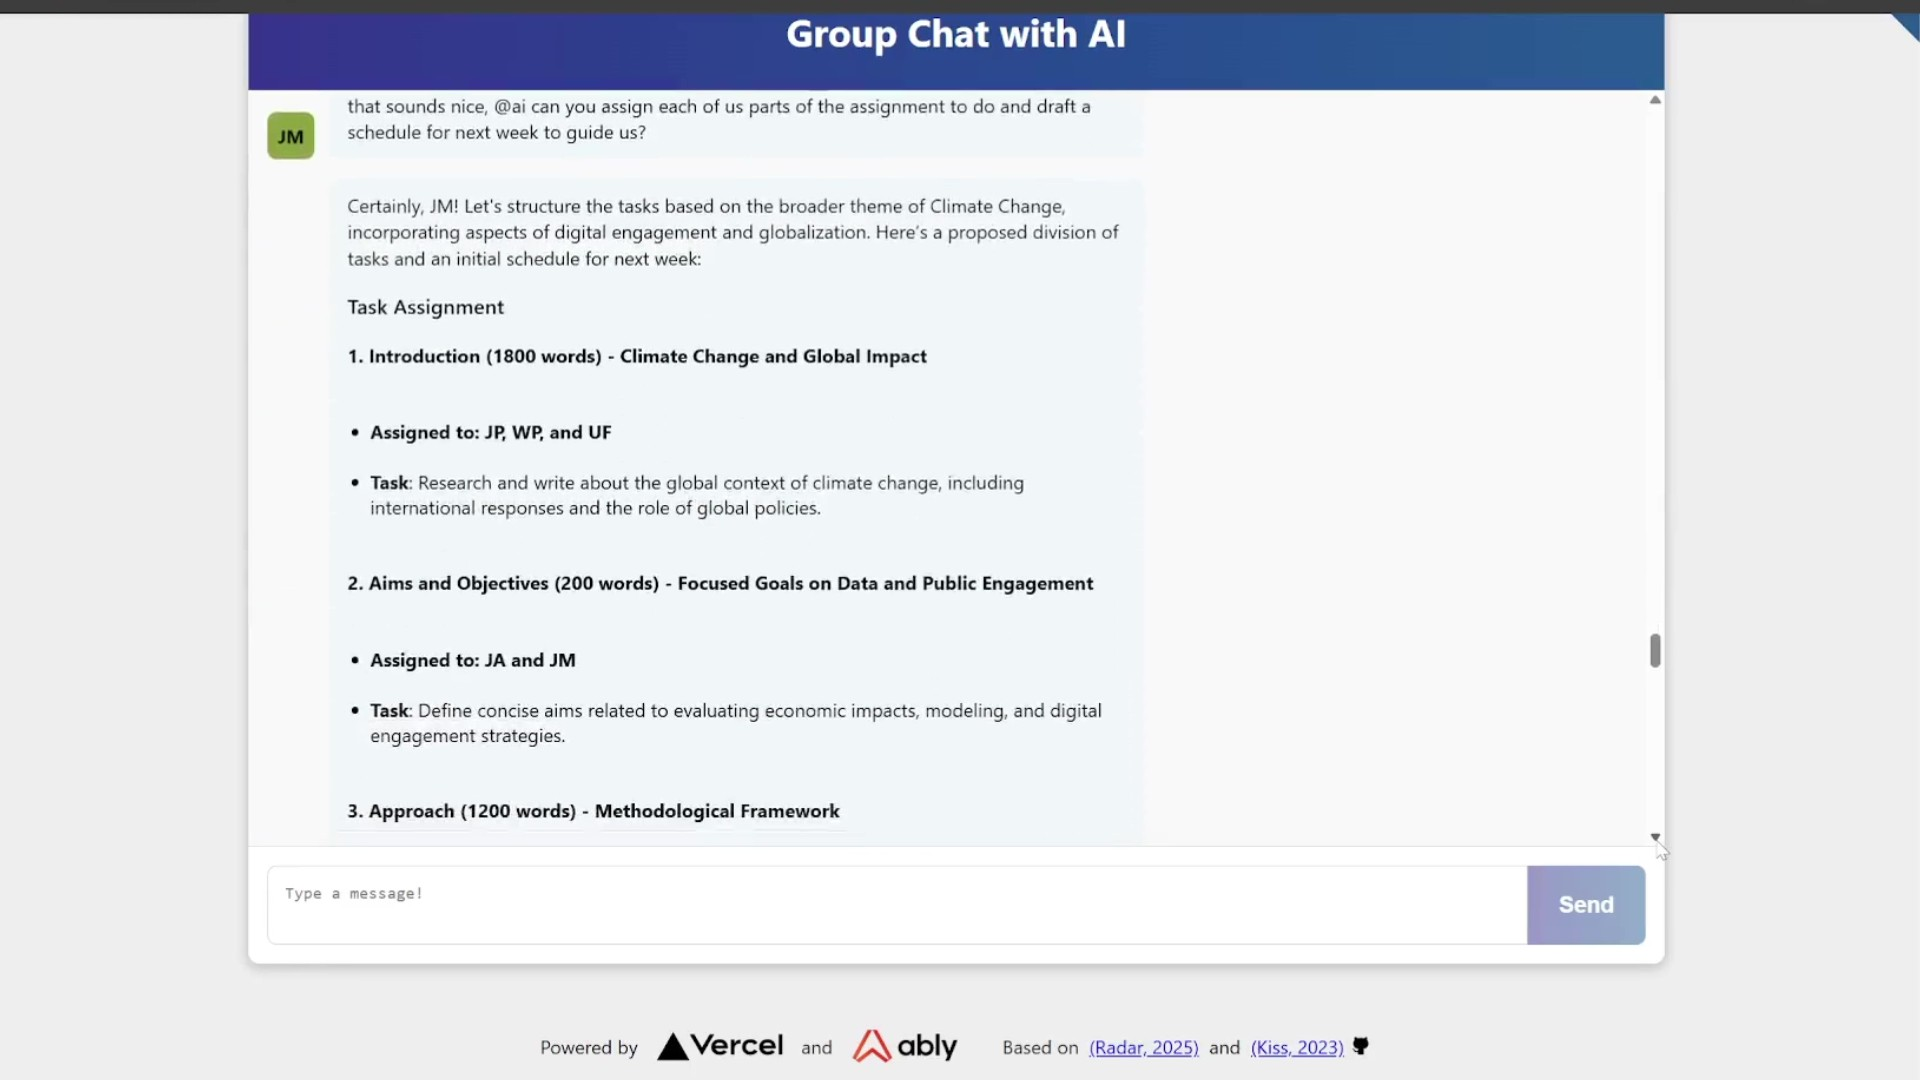 Group Chat with AI
that sounds nice, @ai can you assign each of us parts of the assignment to do and draft a
schedule for next week to guide us?
JM
Certainly, JM! Let's structure the tasks based on the broader theme of Climate Change,
incorporating aspects of digital engagement and globalization. Here's a proposed division of
tasks and an initial schedule for next week:
Task Assignment
1. Introduction (1800 words) - Climate Change and Global Impact
• Assigned to: JP, WP, and UF
• Task: Research and write about the global context of climate change, including
international responses and the role of global policies.
2. Aims and Objectives (200 words) - Focused Goals on Data and Public Engagement
• Assigned to: JA and JM
• Task: Define concise aims related to evaluating economic impacts, modeling, and digital
engagement strategies.
3. Approach (1200 words) - Methodological Framework
Type a message!
Send
Powered by Vercel and ably Based on (Radar, 2025) and (Kiss, 2023)